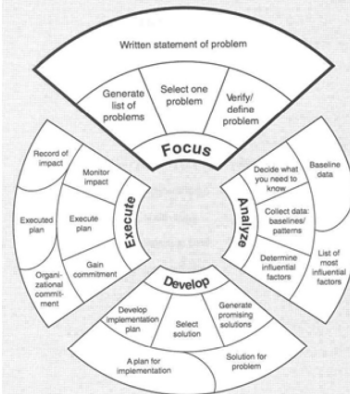 Written statement of problem
Generate
list of
problems
Select one
problem
Verify/
define
problem
Focus
Record of
impact
Monitor
impact
Executed
plan
Execute
plan
Organi-
zational
commit-
ment
Gain
commitment
Execute
Baseline
data
Decide what
you need to
know
Collect data:
baselines/
patterns
Determine
influential
factors
List of
most
influential
factors
Analyze
Develop
Develop
implementation
plan
Select
solution
Generate
promising
solutions
A plan for
implementation
Solution for
problem